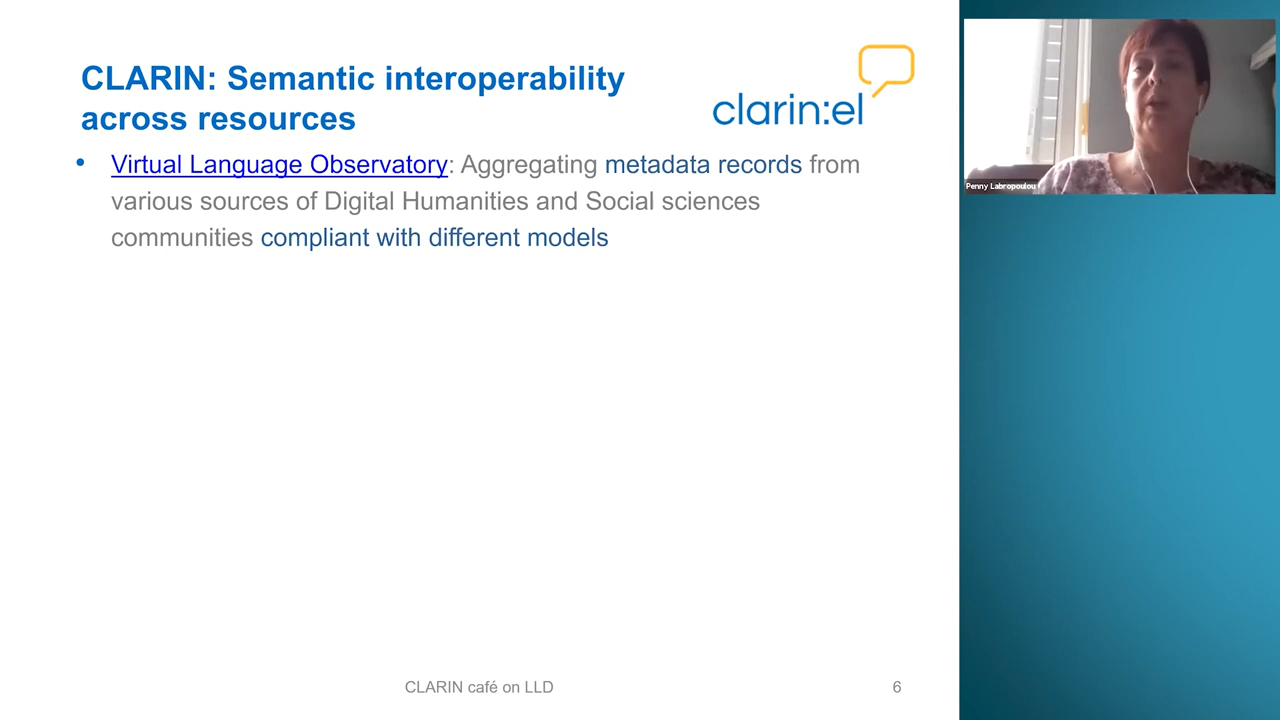 CLARIN: Semantic interoperability
across resources
clarin:el
• Virtual Language Observatory: Aggregating metadata records from
various sources of Digital Humanities and Social sciences
communities compliant with different models
Penny Labropoulou
CLARIN café on LLD
6